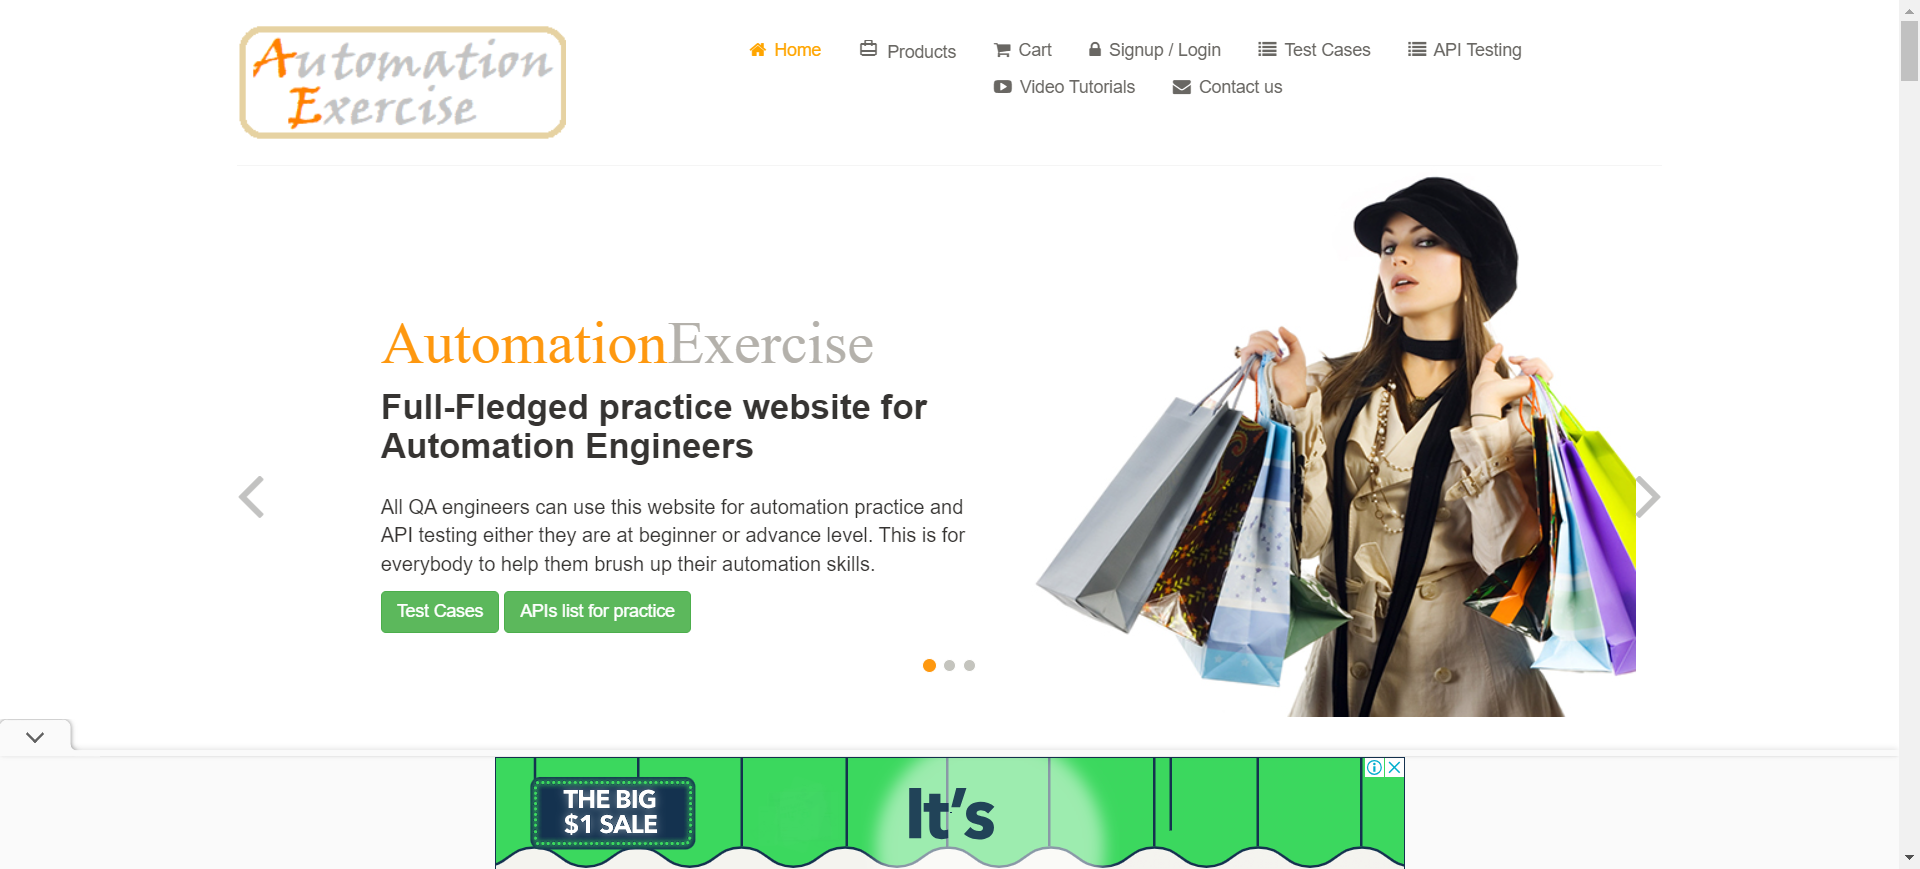 Automation
Exercise
Home
Products
Cart
Signup / Login
Test Cases
API Testing
Video Tutorials
Contact us
AutomationExercise
Full-Fledged practice website for
Automation Engineers
All QA engineers can use this website for automation practice and
API testing either they are at beginner or advance level. This is for
everybody to help them brush up their automation skills.
Test Cases
APIs list for practice
THE BIG
$1 SALE
It's